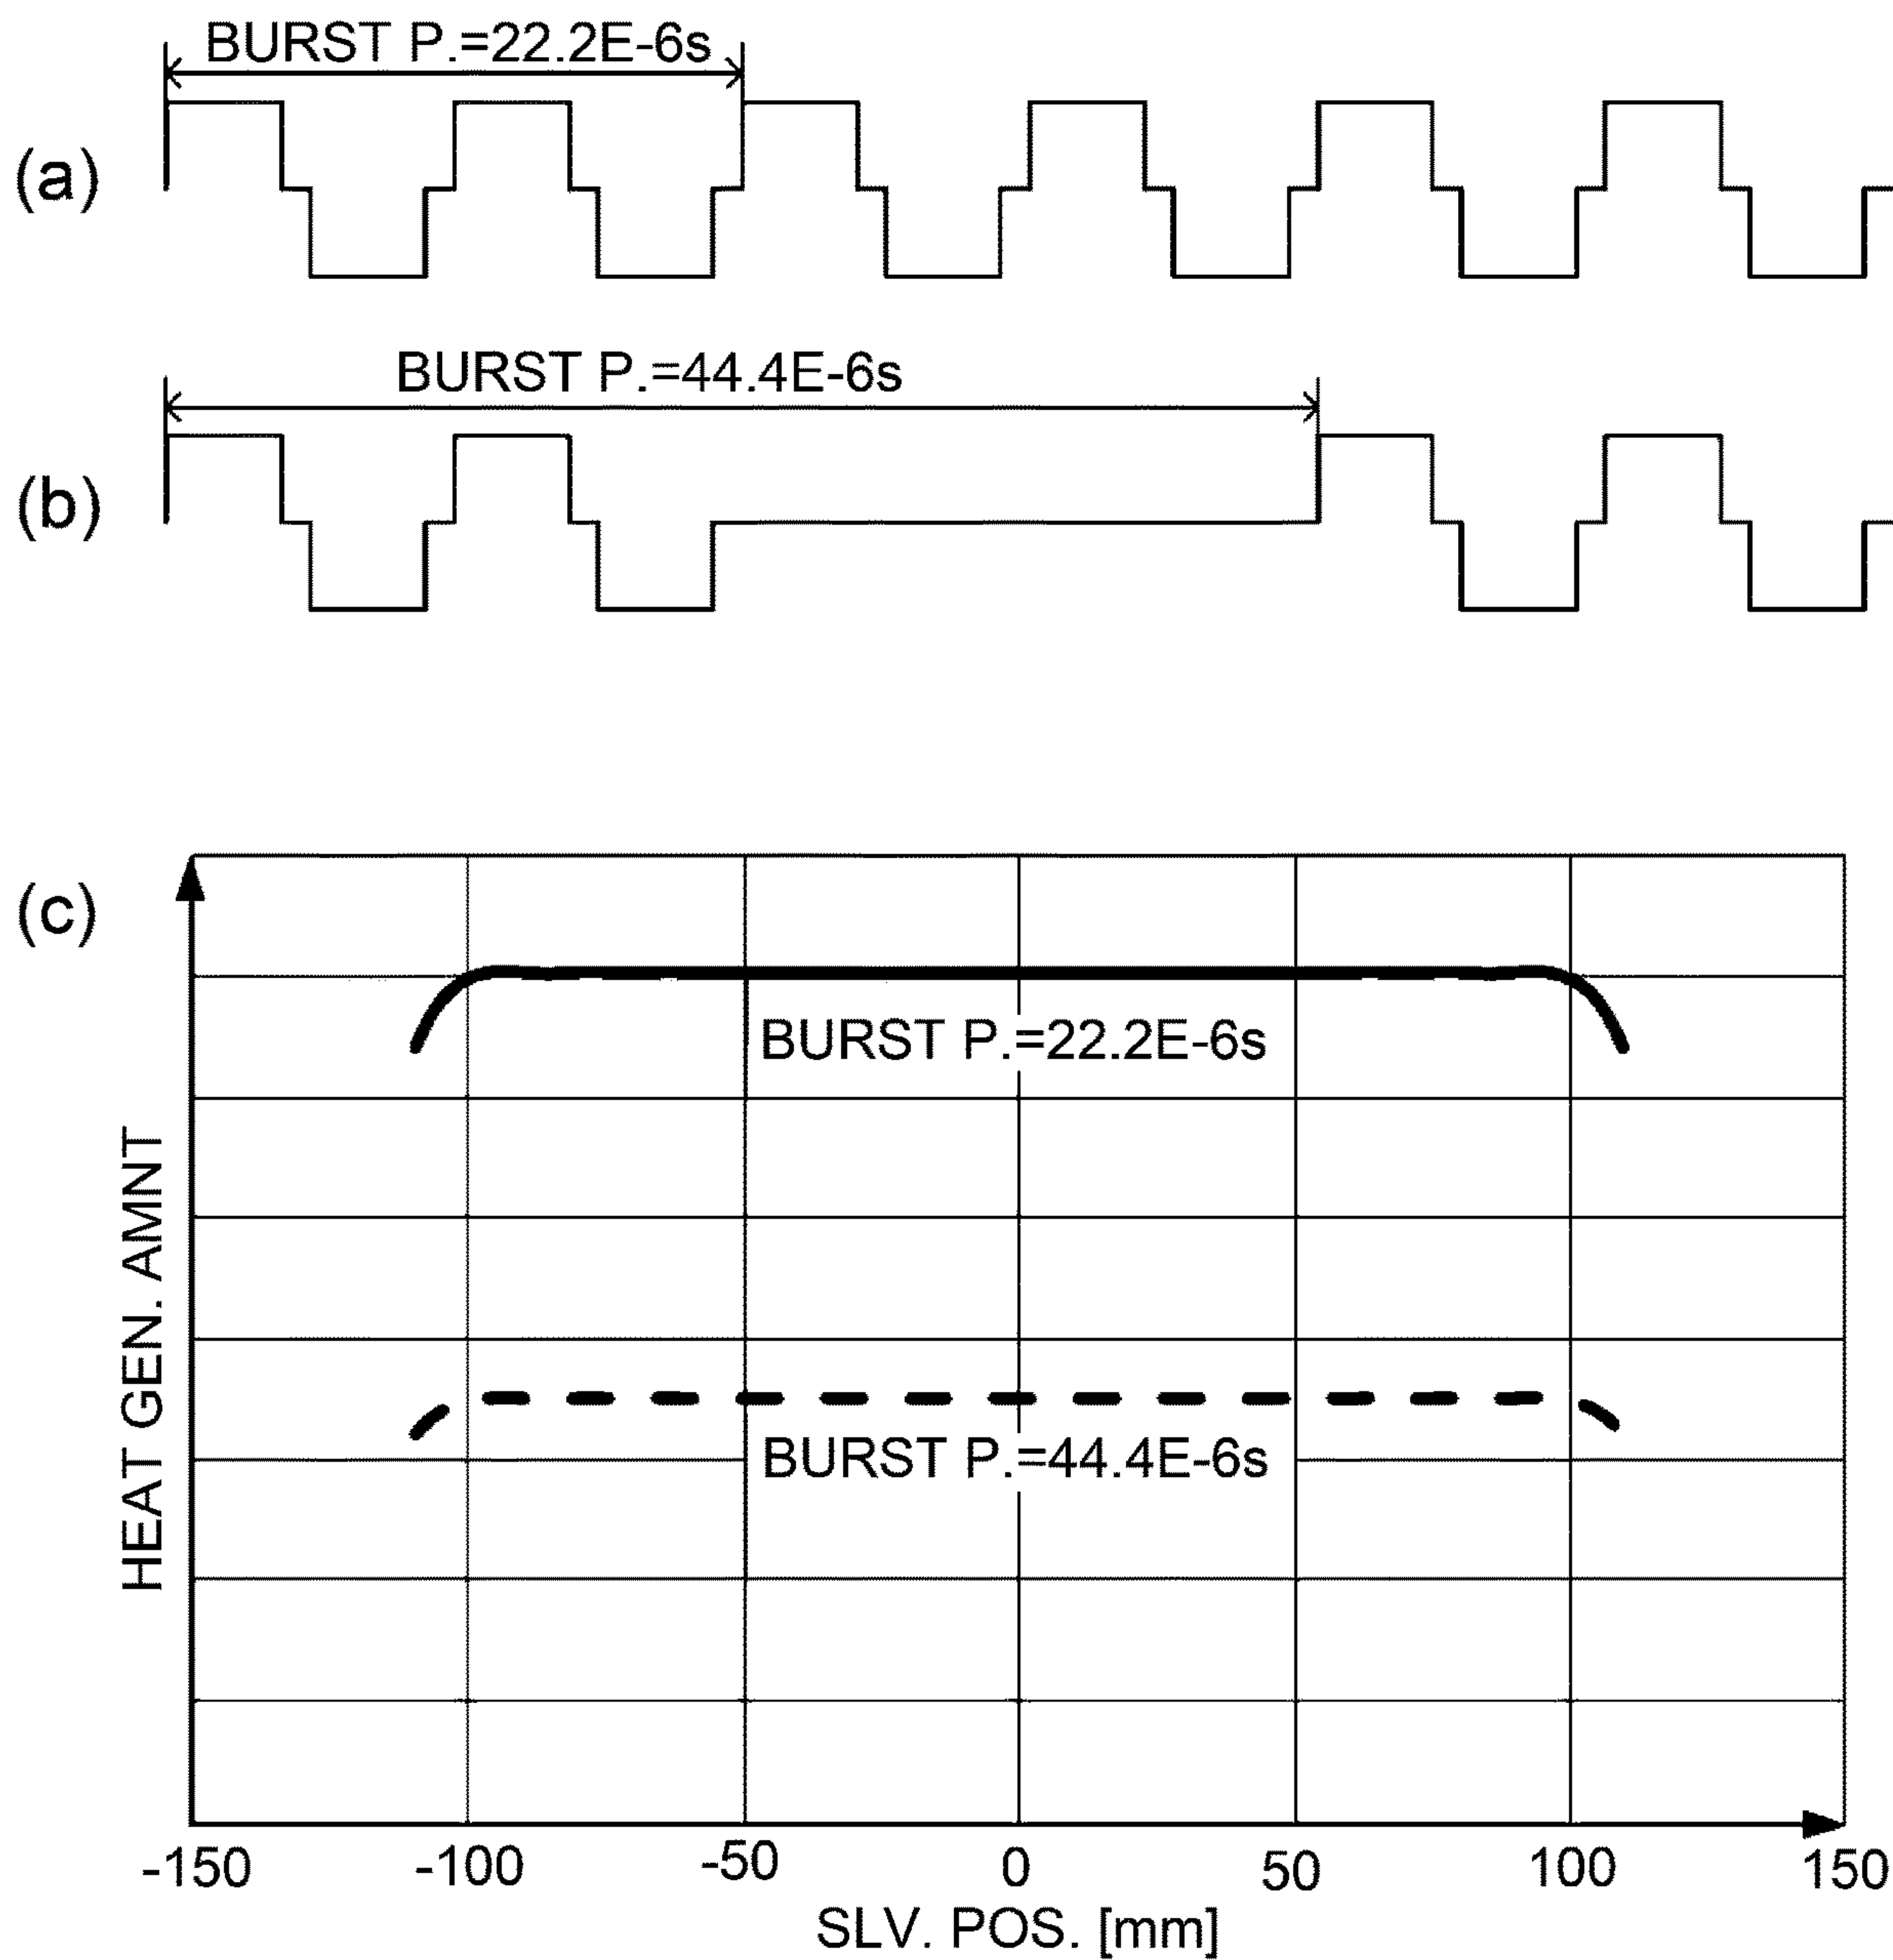 BURST P.=22.2E-6s
(a)
BURST P.=44.4E-6s
(b)
(c)
BURST P.=22.2E-6s
HEAT GEN. AMNT
BURST P.=44.4E-6s
-150 -100 -50 0 50 100 150
SLV. POS. [mm]